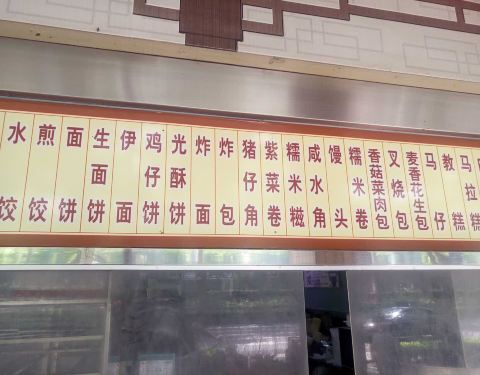 水饺
煎饺
面饼
生面饼
伊面
鸡仔饼
光酥饼
炸面
炸包
猪仔角
紫菜卷
糯米糍
咸水角
馒头
糯米卷
香菇菜肉包
叉烧包
麦香花生包
马仔
教糕
马拉糕